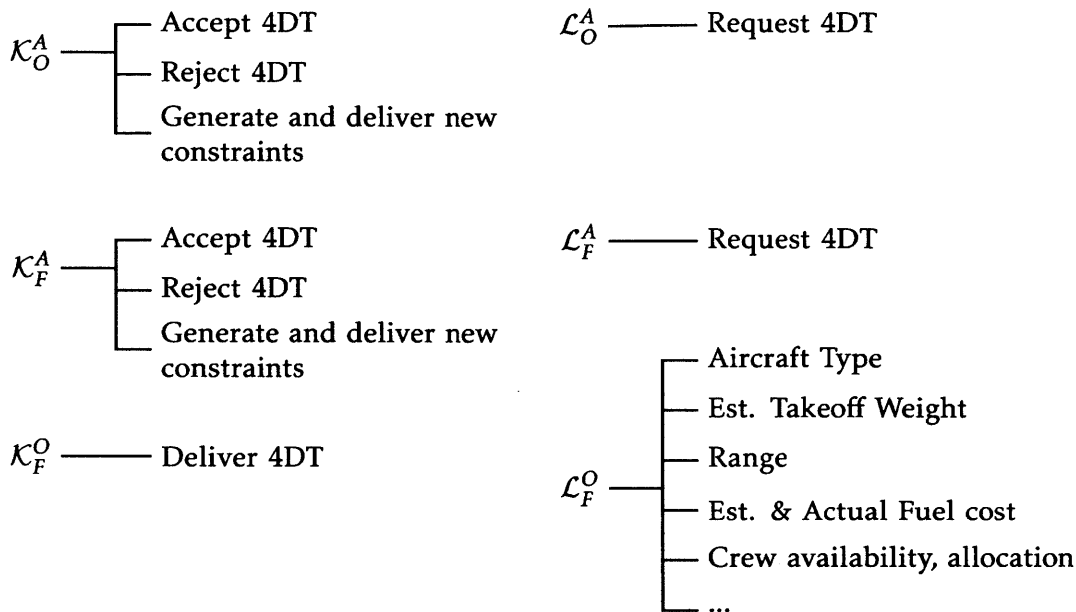 𝒦_O^A
Accept 4DT
Reject 4DT
Generate and deliver new
constraints
ℒ_O^A
Request 4DT
𝒦_F^A
Accept 4DT
Reject 4DT
Generate and deliver new
constraints
ℒ_F^A
Request 4DT
𝒦_F^O
Deliver 4DT
ℒ_F^O
Aircraft Type
Est. Takeoff Weight
Range
Est. & Actual Fuel cost
Crew availability, allocation
...